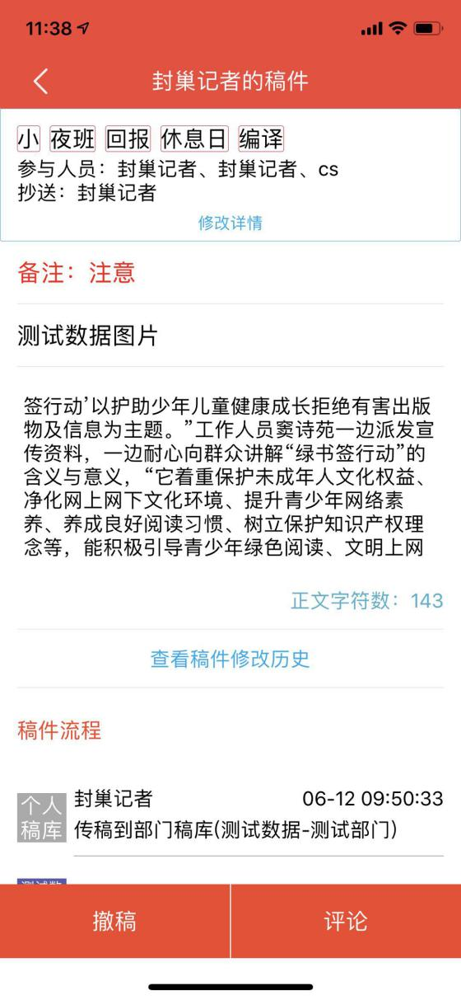 11:38
封巢记者的稿件
小 夜班 回报 休息日 编译
参与人员：封巢记者、封巢记者、cs
抄送：封巢记者
修改详情
备注：注意
测试数据图片
签行动’以护助少年儿童健康成长拒绝有害出版
物及信息为主题。”工作人员窦诗苑一边派发宣
传资料，一边耐心向群众讲解“绿书签行动”的
含义与意义，“它着重保护未成年人文化权益、
净化网上网下文化环境、提升青少年网络素
养、养成良好阅读习惯、树立保护知识产权理
念等，能积极引导青少年绿色阅读、文明上网
正文字符数：143
查看稿件修改历史
稿件流程
个人 封巢记者 06-12 09:50:33
稿库 传稿到部门稿库(测试数据-测试部门)
测试数
撤稿 评论